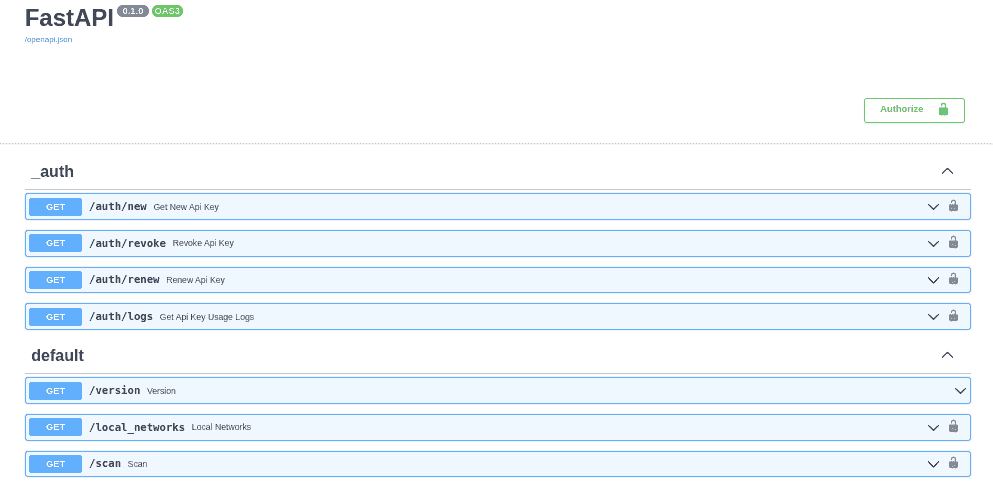 FastAPI 0.1.0 OAS3
/openapi.json
Authorize
_auth
GET /auth/new Get New Api Key
GET /auth/revoke Revoke Api Key
GET /auth/renew Renew Api Key
GET /auth/logs Get Api Key Usage Logs
default
GET /version Version
GET /local_networks Local Networks
GET /scan Scan